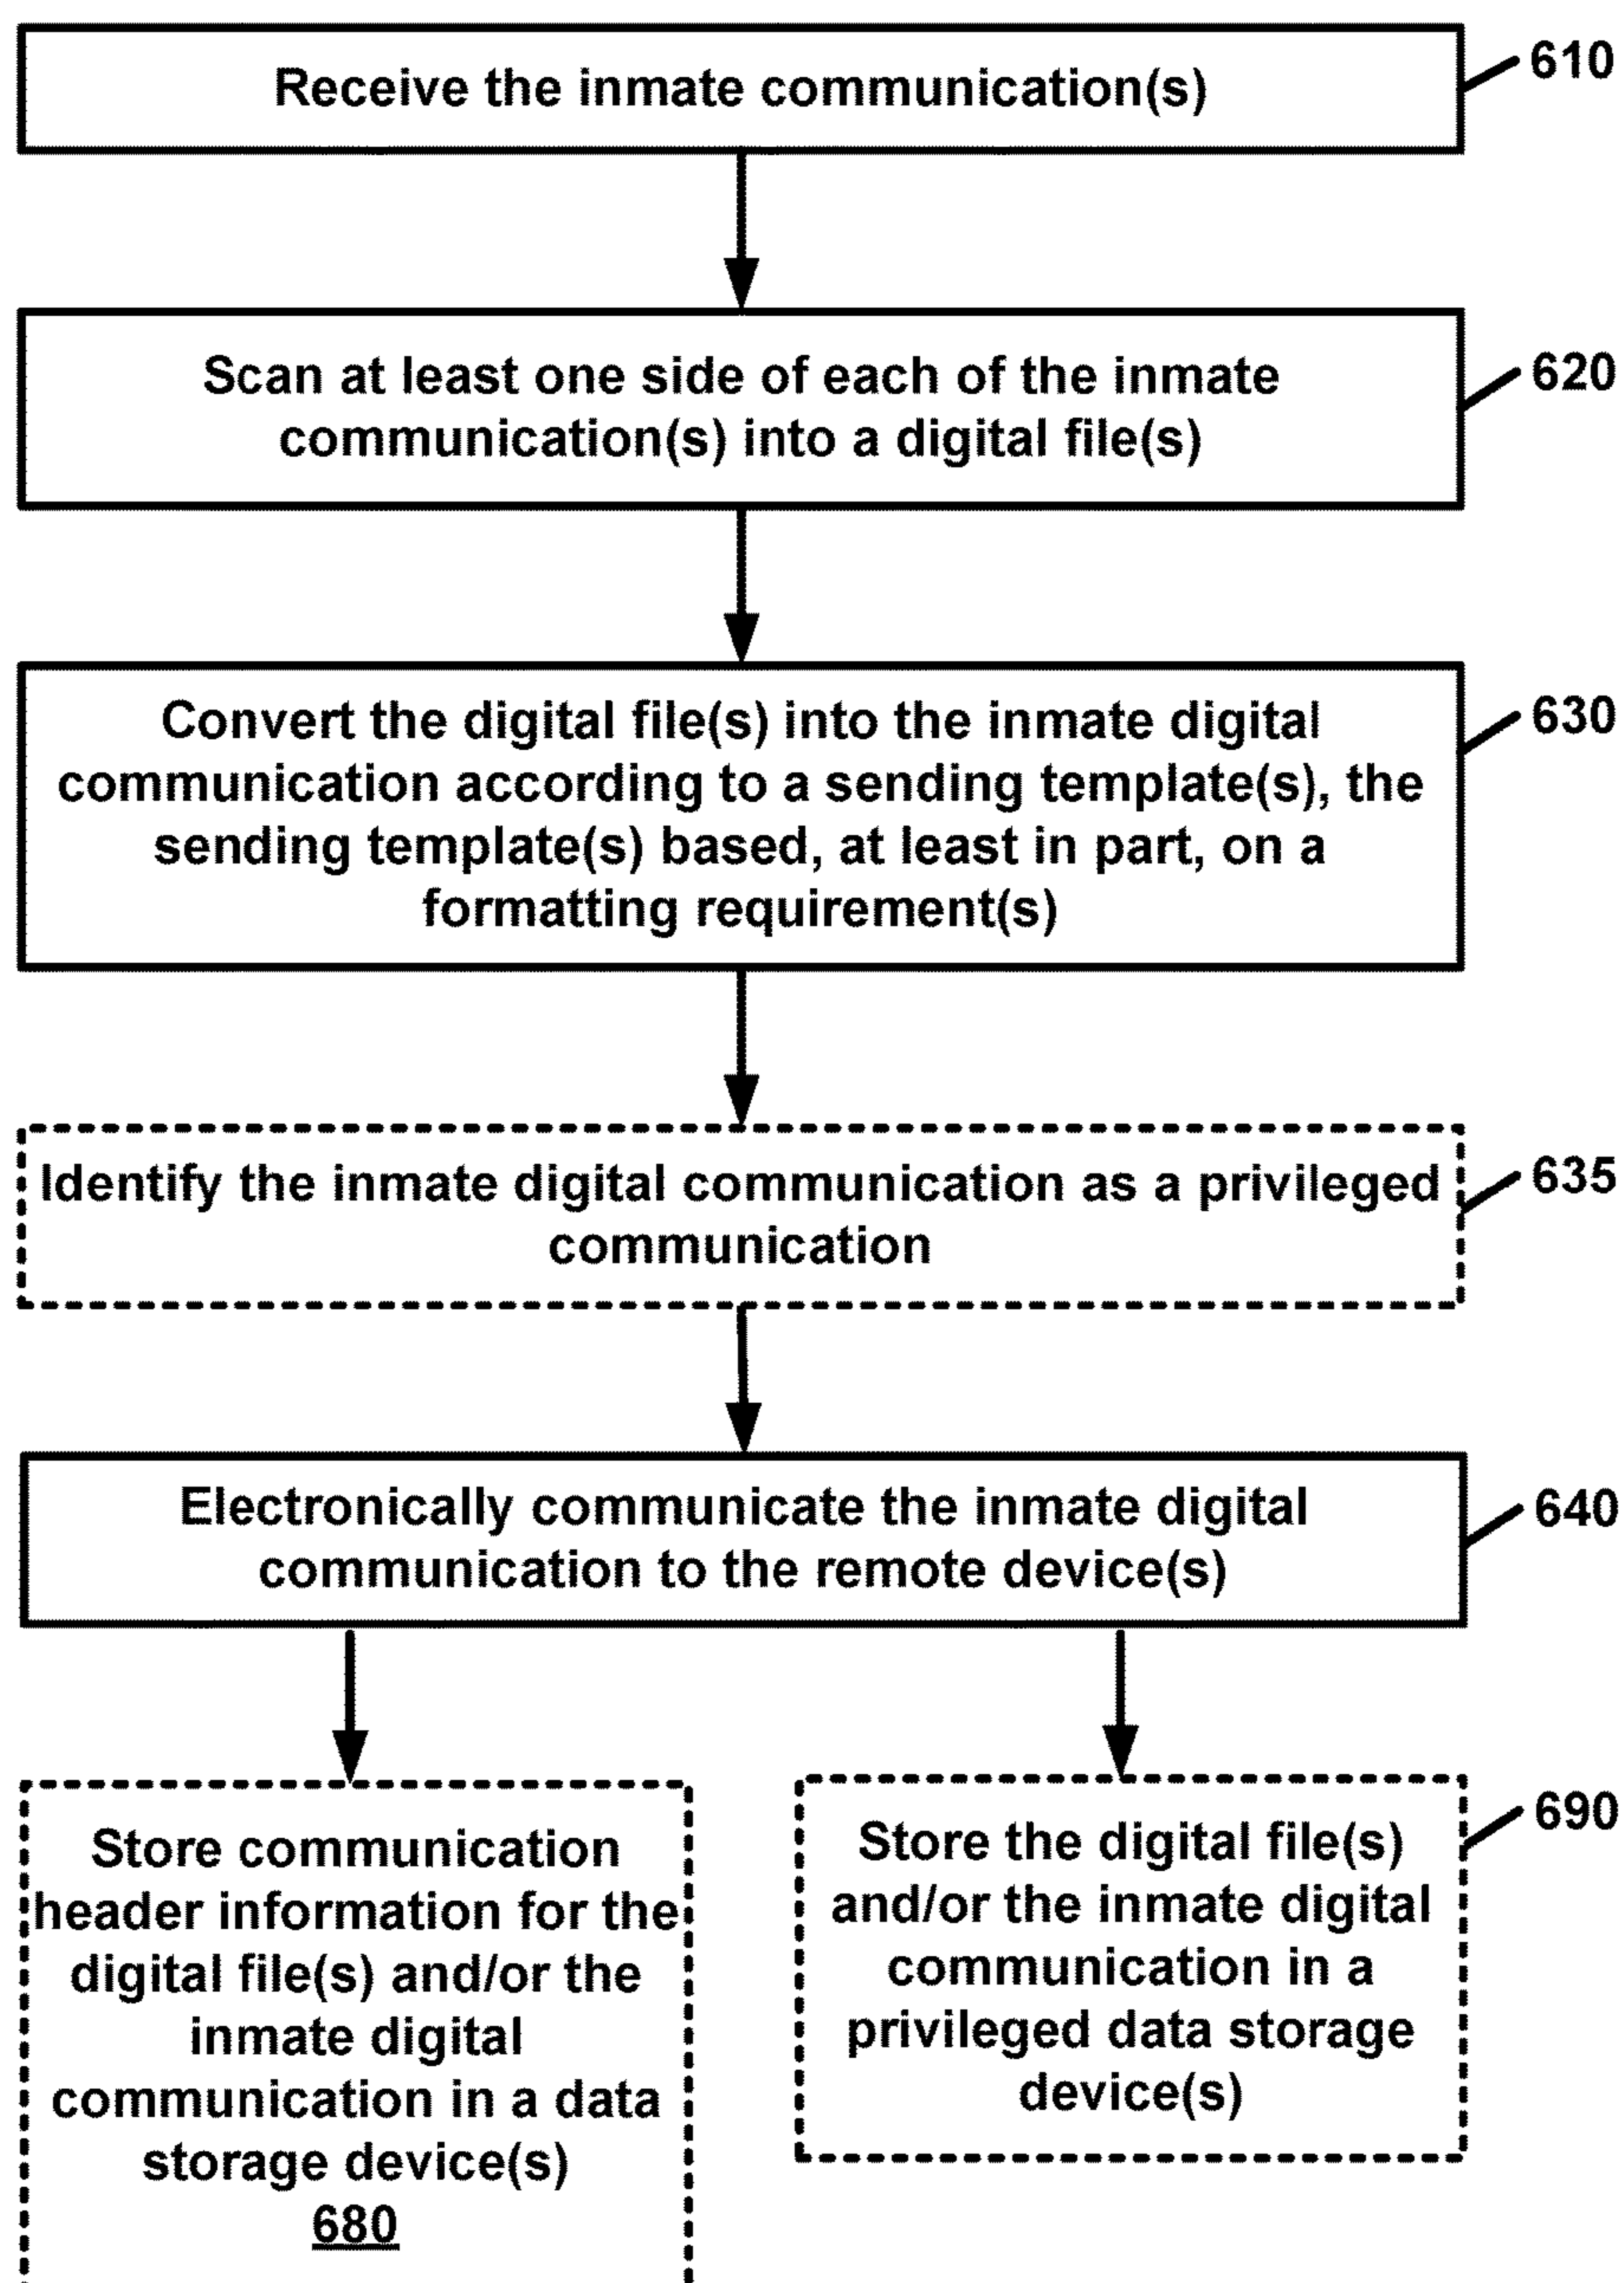 Receive the inmate communication(s)
610
Scan at least one side of each of the inmate
communication(s) into a digital file(s)
620
Convert the digital file(s) into the inmate digital
communication according to a sending template(s), the
sending template(s) based, at least in part, on a
formatting requirement(s)
630
Identify the inmate digital communication as a privileged
communication
635
Electronically communicate the inmate digital
communication to the remote device(s)
640
Store communication
header information for the
digital file(s) and/or the
inmate digital
communication in a data
storage device(s)
680
Store the digital file(s)
and/or the inmate digital
communication in a
privileged data storage
device(s)
690